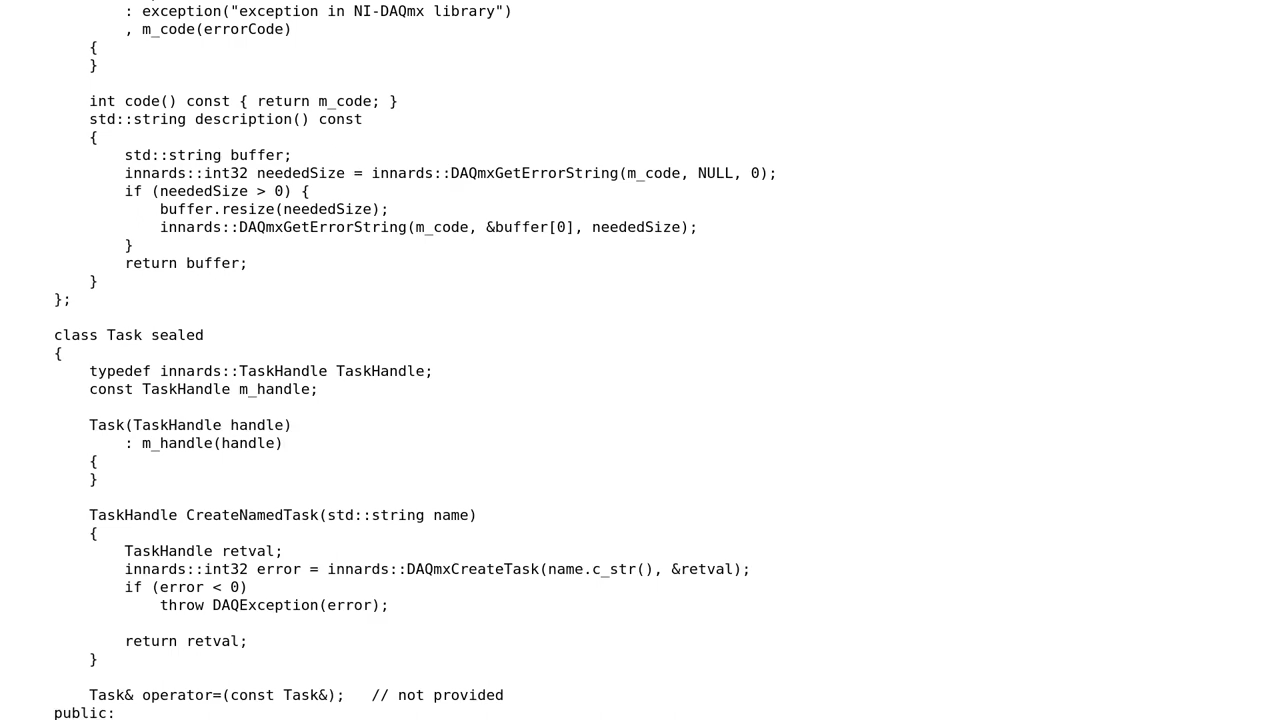 : exception("exception in NI-DAQmx library")
, m_code(errorCode)
{
}
int code() const { return m_code; }
std::string description() const
{
std::string buffer;
innards::int32 neededSize = innards::DAQmxGetErrorString(m_code, NULL, 0);
if (neededSize > 0) {
buffer.resize(neededSize);
innards::DAQmxGetErrorString(m_code, &buffer[0], neededSize);
}
return buffer;
}
};
class Task sealed
{
typedef innards::TaskHandle TaskHandle;
const TaskHandle m_handle;
Task(TaskHandle handle)
: m_handle(handle)
{
}
TaskHandle CreateNamedTask(std::string name)
{
TaskHandle retval;
innards::int32 error = innards::DAQmxCreateTask(name.c_str(), &retval);
if (error < 0)
throw DAQException(error);
return retval;
}
Task& operator=(const Task&);   // not provided
public: